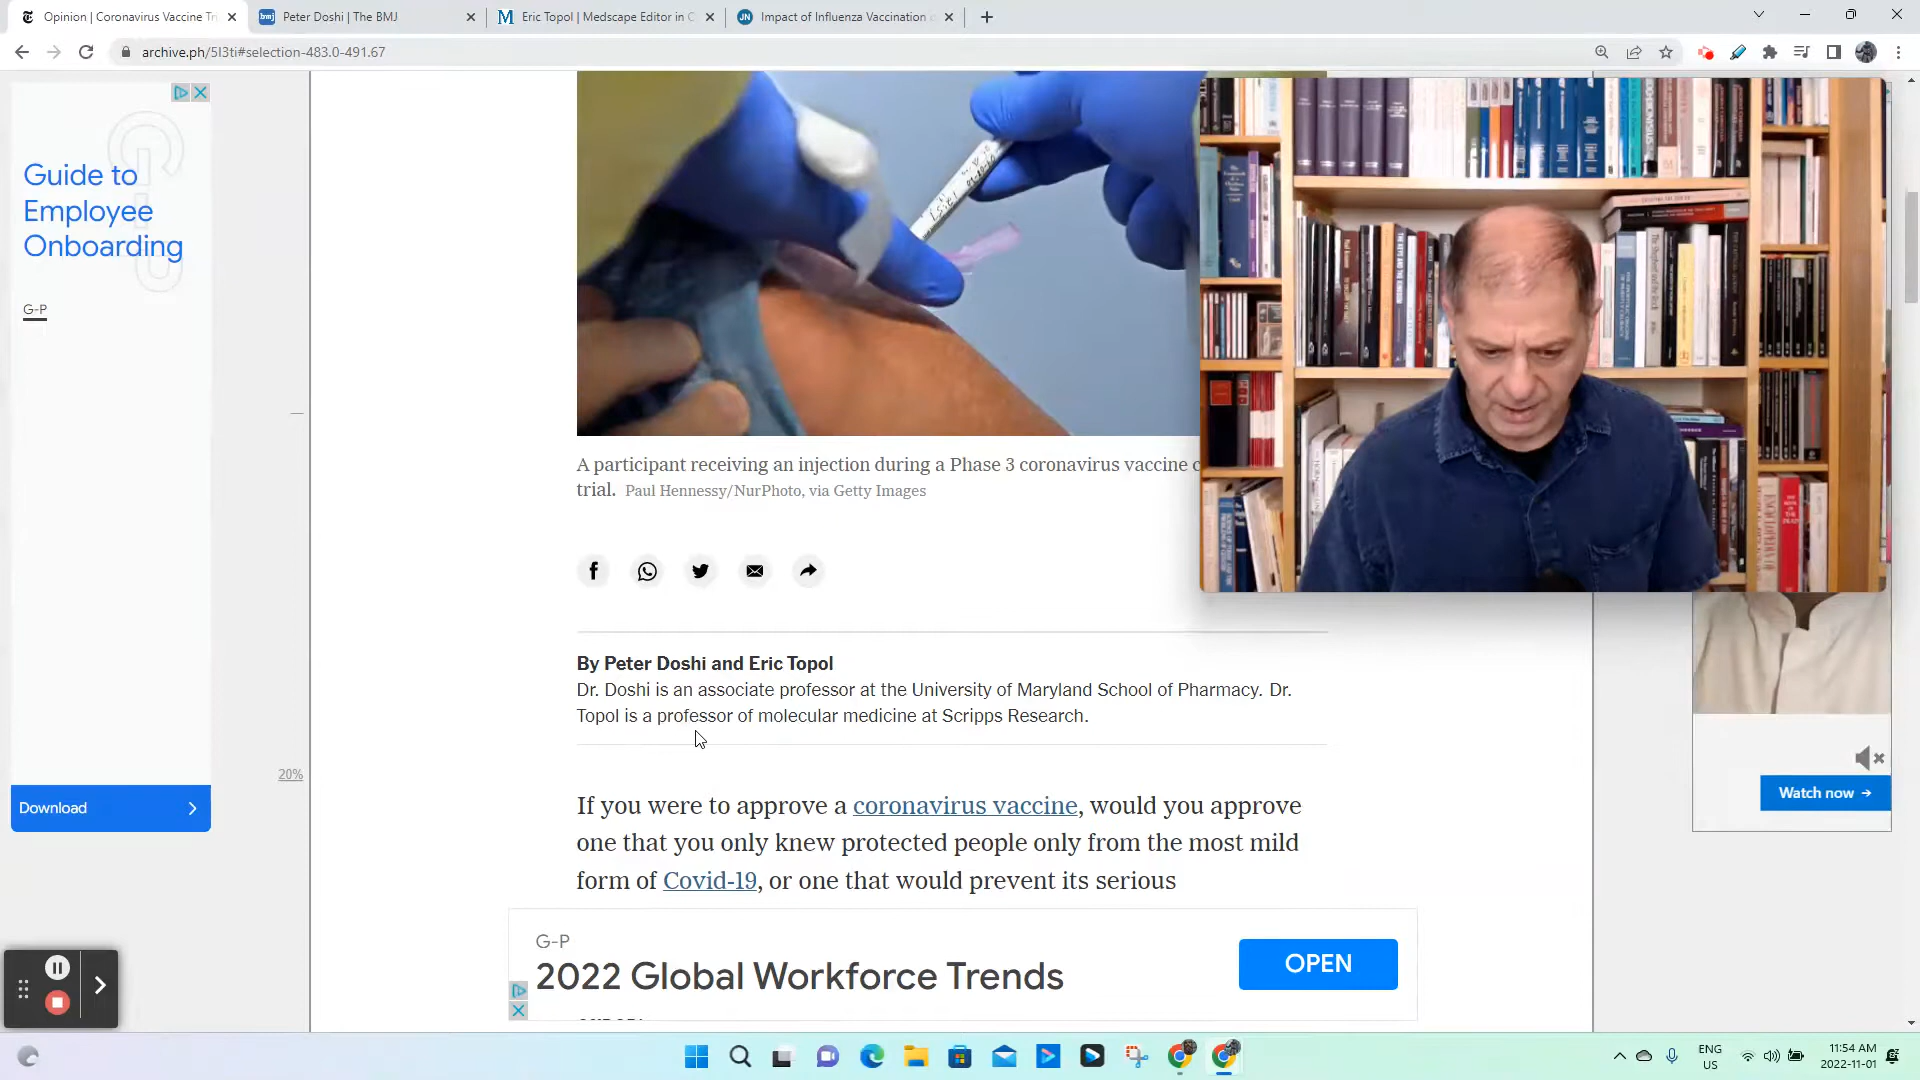 Opinion | Coronavirus Vaccine Tri
Peter Doshi | The BMJ
Eric Topol | Medscape Editor in C
Impact of Influenza Vaccination o
archive.ph/5I3ti#selection-483.0-491.67
Guide to
Employee
Onboarding
G-P
Download
20%
A participant receiving an injection during a Phase 3 coronavirus vaccine c
trial. Paul Hennessy/NurPhoto, via Getty Images
By Peter Doshi and Eric Topol
Dr. Doshi is an associate professor at the University of Maryland School of Pharmacy. Dr.
Topol is a professor of molecular medicine at Scripps Research.
If you were to approve a coronavirus vaccine, would you approve
one that you only knew protected people only from the most mild
form of Covid-19, or one that would prevent its serious
G-P
2022 Global Workforce Trends
OPEN
Watch now →
ENG
US
11:54 AM
2022-11-01